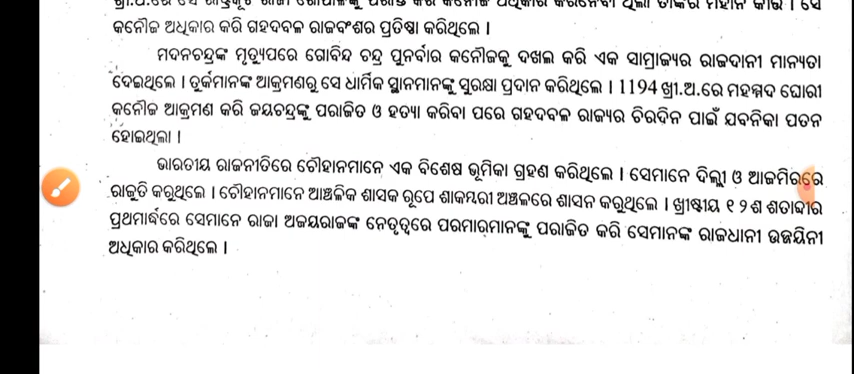 କନୌଜ ଅଧିକାର କରି ଗହଦବଳ ରାଜବଂଶର ପ୍ରତିଷ୍ଠା କରିଥିଲେ ।
ମଦନଚନ୍ଦ୍ରଙ୍କ ମୃତ୍ୟୁପରେ ଗୋବିନ୍ଦ ଚନ୍ଦ୍ର ପୁନର୍ବାର କନୌଜକୁ ଦଖଲ କରି ଏକ ସାମ୍ରାଜ୍ୟର ରାଜଦାନୀ ମାନ୍ୟତା
ଦେଇଥିଲେ । ତୁର୍କମାନଙ୍କ ଆକ୍ରମଣରୁ ସେ ଧାର୍ମିକ ସ୍ଥାନମାନଙ୍କୁ ସୁରକ୍ଷା ପ୍ରଦାନ କରିଥିଲେ । 1194 ଖ୍ରୀ.ଅ.ରେ ମହମ୍ମଦ ଘୋରୀ
କନୌଜ ଆକ୍ରମଣ କରି ଜୟଚନ୍ଦ୍ରଙ୍କୁ ପରାଜିତ ଓ ହତ୍ୟା କରିବା ପରେ ଗହଦବଳ ରାଜ୍ୟର ଚିରଦିନ ପାଇଁ ଯବନିକା ପତନ
ହୋଇଥିଲା ।
ଭାରତୀୟ ରାଜନୀତିରେ ଚୌହାନମାନେ ଏକ ବିଶେଷ ଭୂମିକା ଗ୍ରହଣ କରିଥିଲେ । ସେମାନେ ଦିଲ୍ଲୀ ଓ ଆଜମିରରେ
ରାଜୁତି କରୁଥିଲେ । ଚୌହାନମାନେ ଆଞ୍ଚଳିକ ଶାସକ ରୂପେ ଶାକମ୍ଭରୀ ଅଞ୍ଚଳରେ ଶାସନ କରୁଥିଲେ । ଖ୍ରୀଷ୍ଟୀୟ ୧୨ଶ ଶତାବ୍ଦୀର
ପ୍ରଥମାର୍ଦ୍ଧରେ ସେମାନେ ରାଜା ଅଜୟରାଜଙ୍କ ନେତୃତ୍ୱରେ ପରମାରମାନଙ୍କୁ ପରାଜିତ କରି ସେମାନଙ୍କ ରାଜଧାନୀ ଉଜ୍ଜୟିନୀ
ଅଧିକାର କରିଥିଲେ ।